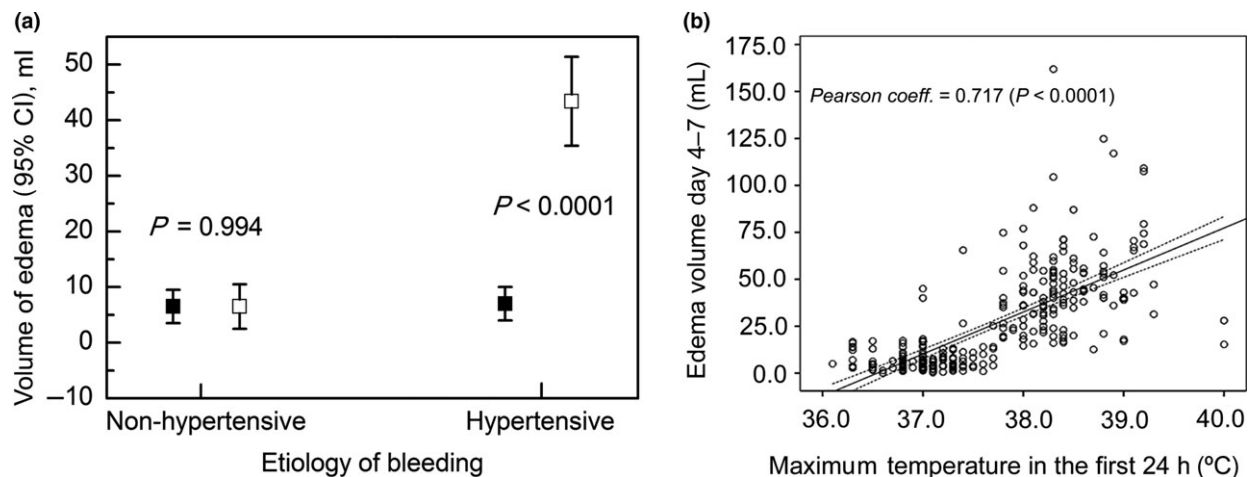 (a)
Volume of edema (95% CI), ml
50
40
30
20
10
0
–10
P = 0.994
P < 0.0001
Non-hypertensive
Hypertensive
Etiology of bleeding
(b)
Edema volume day 4–7 (mL)
175.0
150.0
125.0
100.0
75.0
50.0
25.0
0.0
Pearson coeff. = 0.717 (P < 0.0001)
36.0 37.0 38.0 39.0 40.0
Maximum temperature in the first 24 h (ºC)